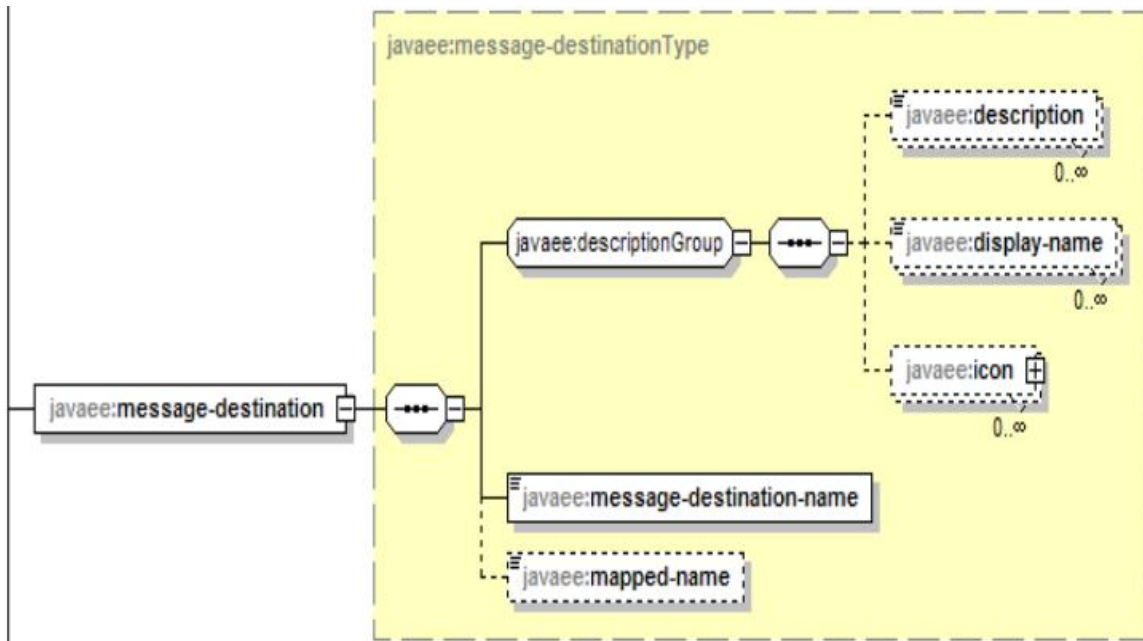 javaee:message-destinationType
javaee:description
0..∞
javaee:descriptionGroup
javaee:display-name
0..∞
javaee:icon
0..∞
javaee:message-destination
javaee:message-destination-name
javaee:mapped-name